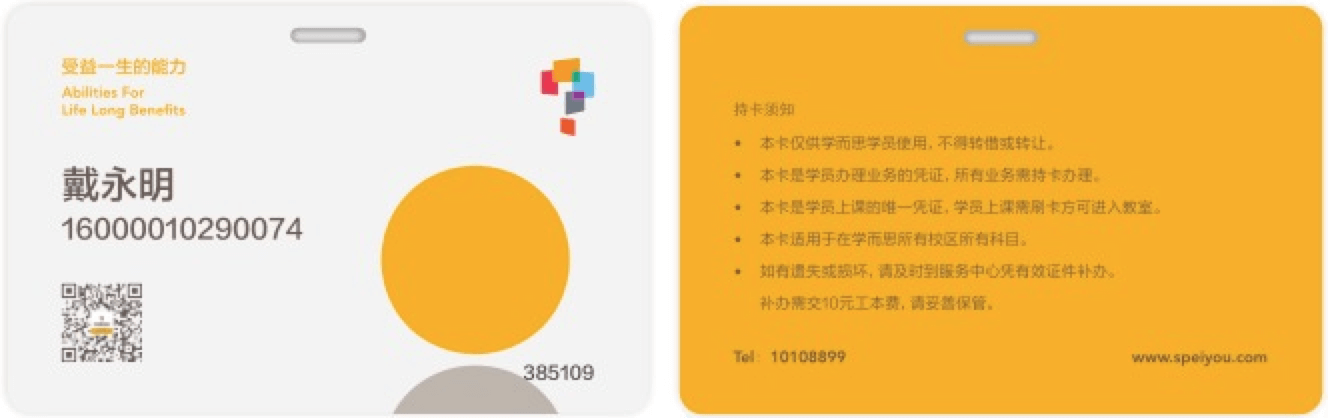 受益一生的能力
Abilities For
Life Long Benefits
戴永明
16000010290074
385109
持卡须知
• 本卡仅供学而思学员使用，不得转借或转让。
• 本卡是学员办理业务的凭证，所有业务需持卡办理。
• 本卡是学员上课的唯一凭证，学员上课需刷卡方可进入教室。
• 本卡适用于在学而思所有校区所有科目。
• 如有遗失或损坏，请及时到服务中心凭有效证件补办。
补办需交10元工本费，请妥善保管。
Tel: 10108899
www.speiyou.com